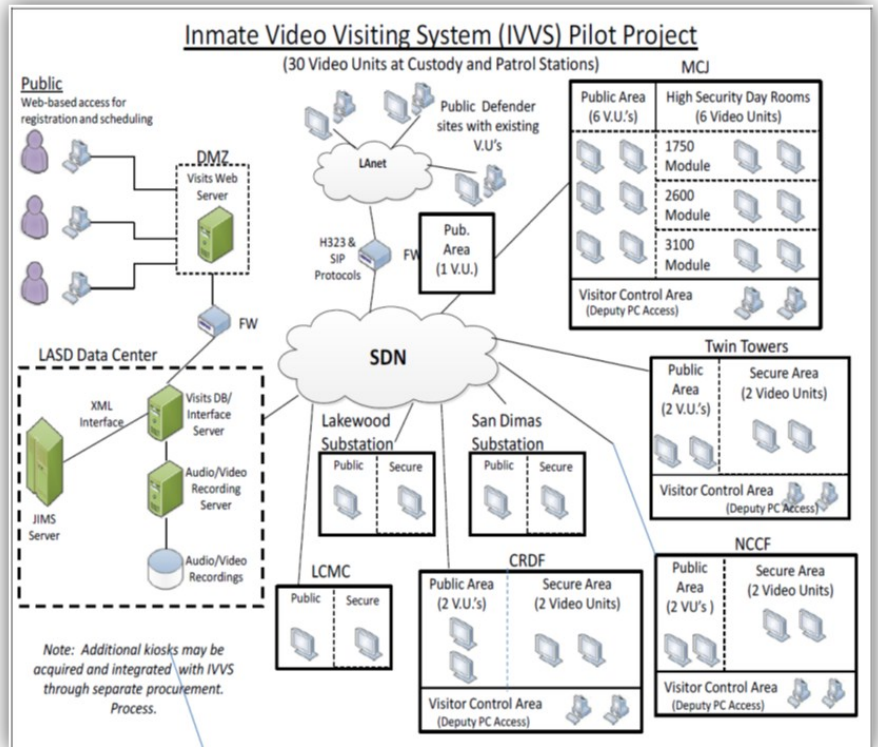 Inmate Video Visiting System (IVVS) Pilot Project
(30 Video Units at Custody and Patrol Stations)
Public
Web-based access for
registration and scheduling
DMZ
Visits Web
Server
FW
LAnet
Public Defender
sites with existing
V.U's
H323 &
SIP
Protocols
FW
Pub.
Area
(1 V.U.)
MCJ
Public Area
(6 V.U.'s)
High Security Day Rooms
(6 Video Units)
1750
Module
2600
Module
3100
Module
Visitor Control Area
(Deputy PC Access)
SDN
LASD Data Center
XML
Interface
Visits DB/
Interface
Server
Audio/Video
Recording
Server
JIMS
Server
Audio/Video
Recordings
Lakewood
Substation
Public
Secure
San Dimas
Substation
Public
Secure
Twin Towers
Public
Area
(2 V.U.'s)
Secure Area
(2 Video Units)
Visitor Control Area
(Deputy PC Access)
LCMC
Public
Secure
CRDF
Public Area
(2 V.U.'s)
Secure Area
(2 Video Units)
Visitor Control Area
(Deputy PC Access)
NCCF
Public
Area
(2 VU's )
Secure Area
(2 Video Units)
Visitor Control Area
(Deputy PC Access)
Note: Additional kiosks may be
acquired and integrated with IVVS
through separate procurement.
Process.